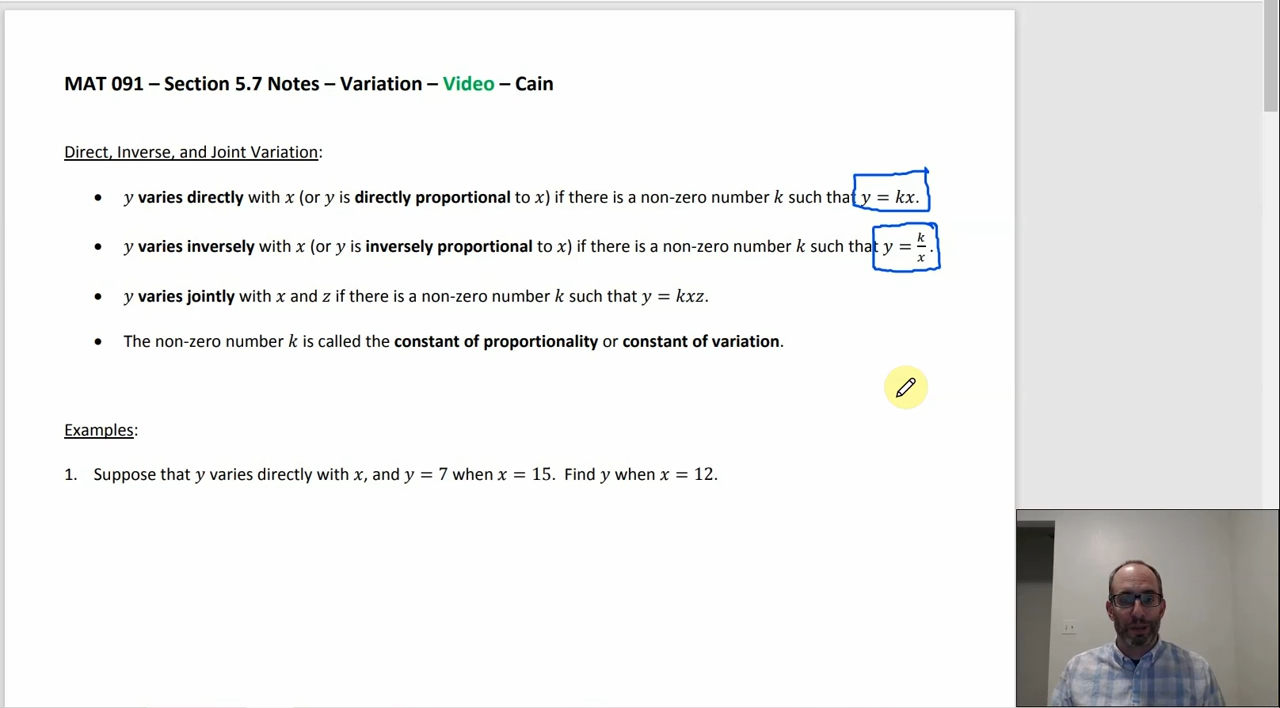 MAT 091 – Section 5.7 Notes – Variation – Video – Cain
Direct, Inverse, and Joint Variation:
• y varies directly with x (or y is directly proportional to x) if there is a non-zero number k such that y = kx.
• y varies inversely with x (or y is inversely proportional to x) if there is a non-zero number k such that y = k/x.
• y varies jointly with x and z if there is a non-zero number k such that y = kxz.
• The non-zero number k is called the constant of proportionality or constant of variation.
Examples:
1. Suppose that y varies directly with x, and y = 7 when x = 15. Find y when x = 12.